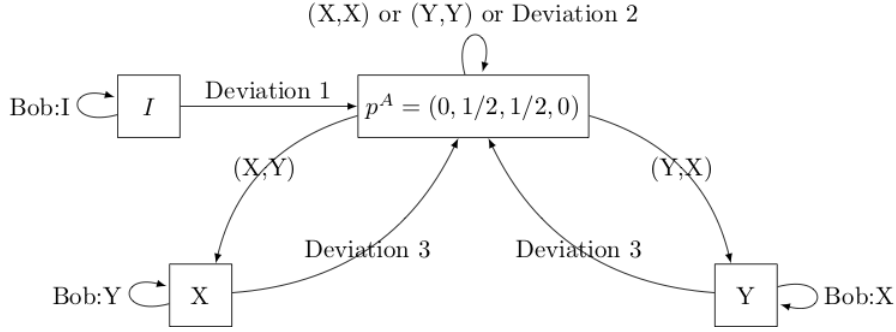 (X,X) or (Y,Y) or Deviation 2
Bob:I
I
Deviation 1
p^A = (0, 1/2, 1/2, 0)
(X,Y)
(Y,X)
Deviation 3
Deviation 3
Bob:Y
X
Y
Bob:X